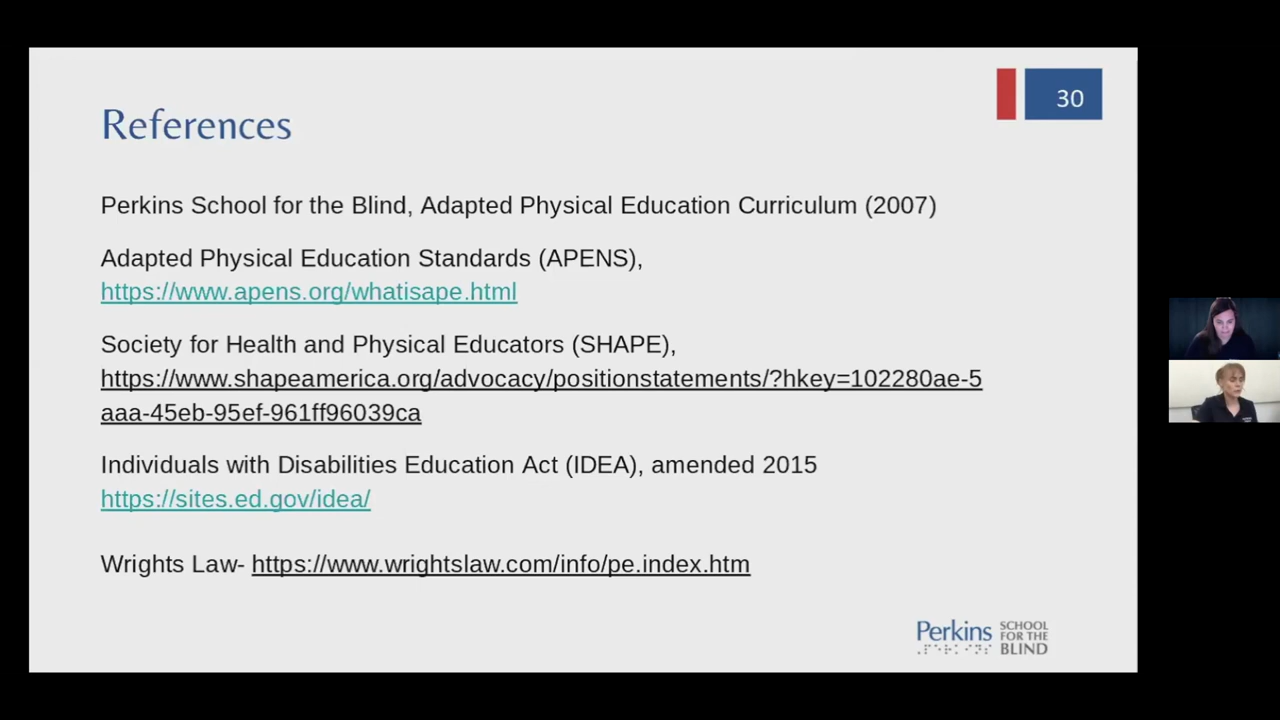 30
References
Perkins School for the Blind, Adapted Physical Education Curriculum (2007)
Adapted Physical Education Standards (APENS),
https://www.apens.org/whatisape.html
Society for Health and Physical Educators (SHAPE),
https://www.shapeamerica.org/advocacy/positionstatements/?hkey=102280ae-5
aaa-45eb-95ef-961ff96039ca
Individuals with Disabilities Education Act (IDEA), amended 2015
https://sites.ed.gov/idea/
Wrights Law- https://www.wrightslaw.com/info/pe.index.htm
Perkins
SCHOOL
FOR THE
BLIND